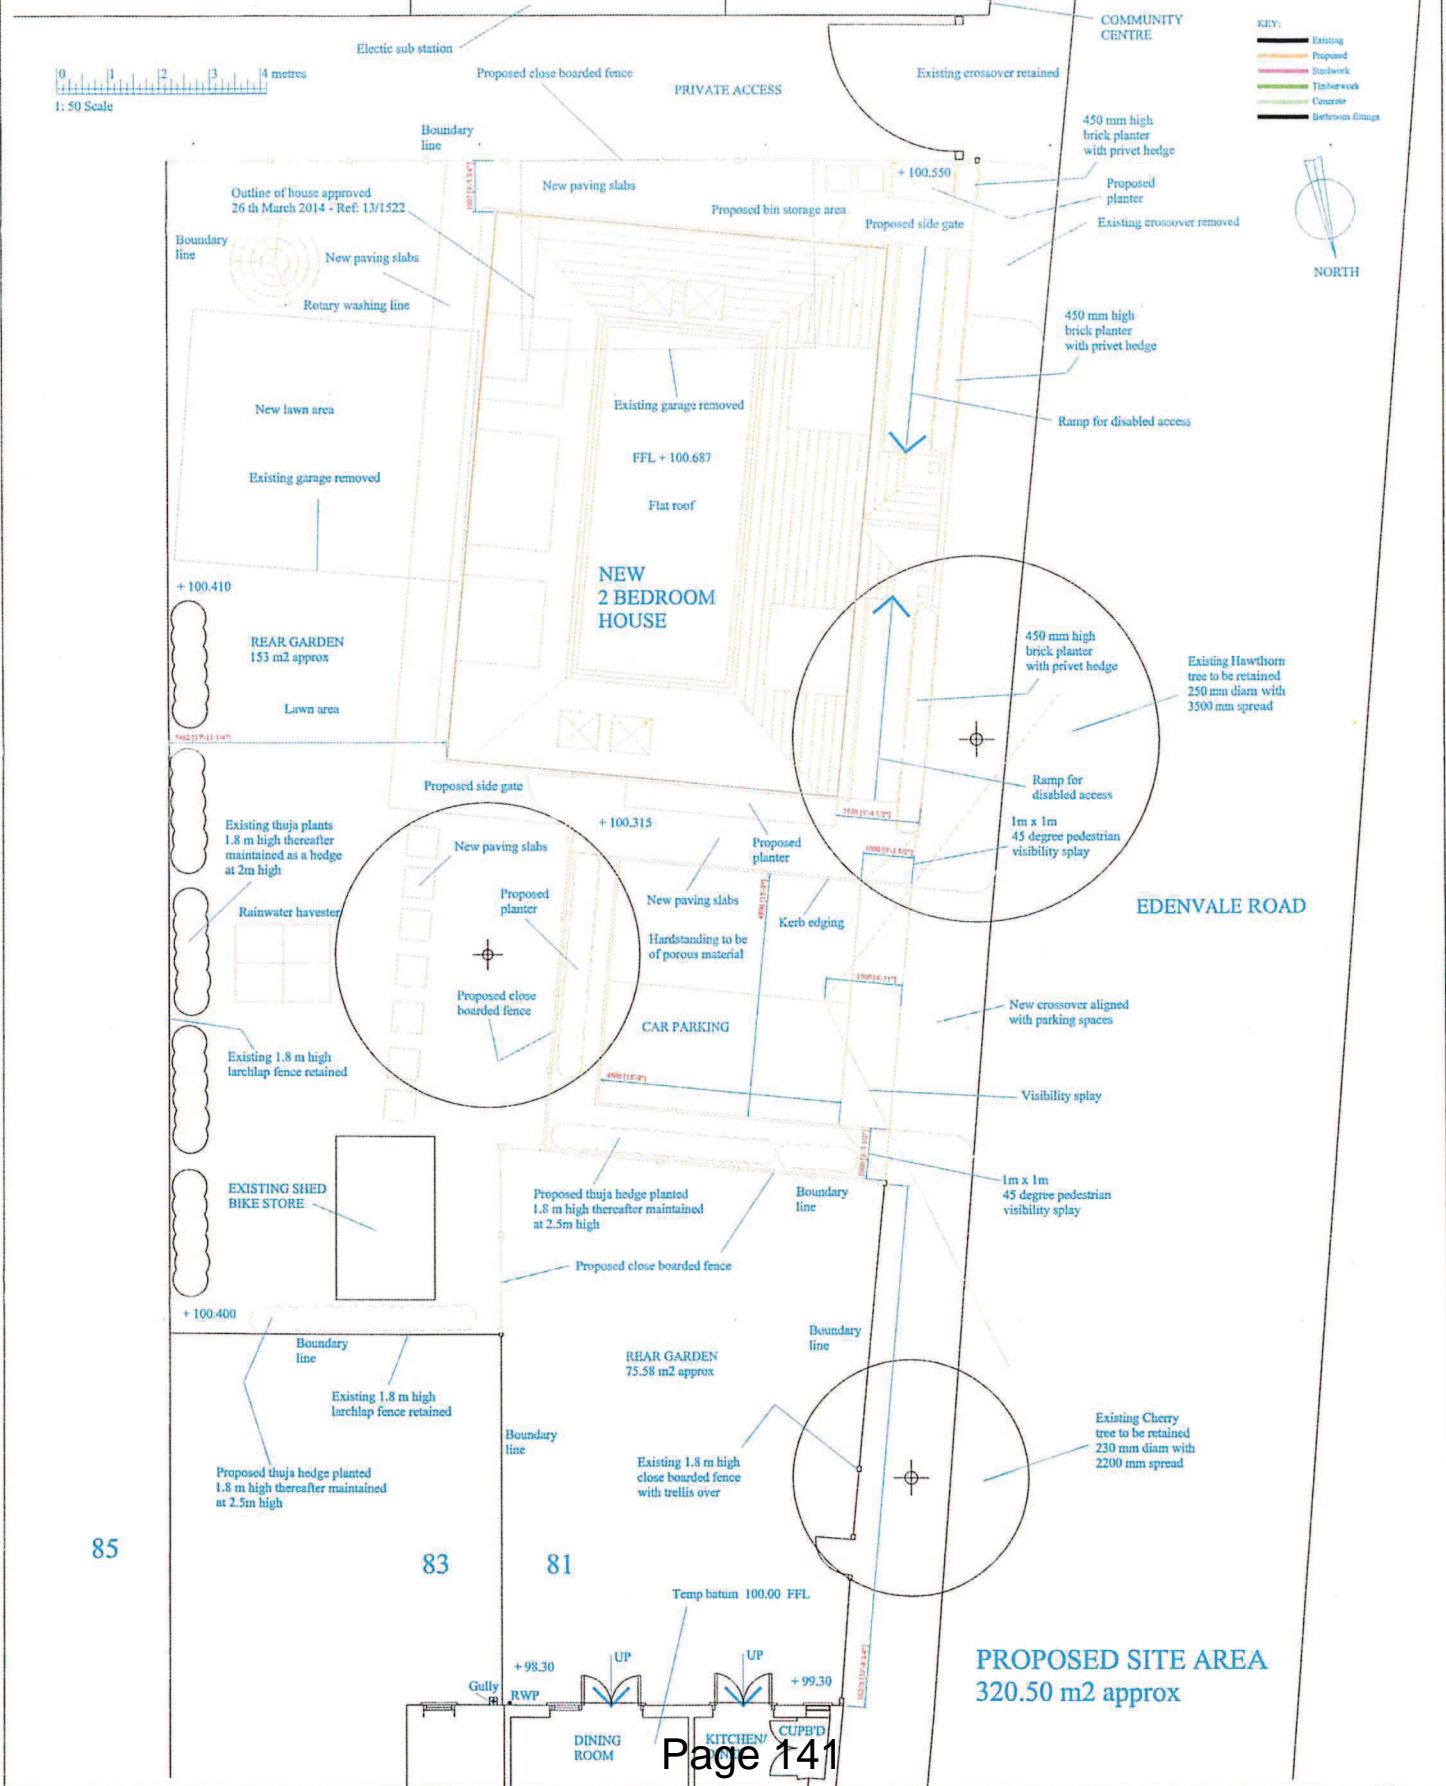 COMMUNITY
CENTRE
KEY:
Existing
Proposed
Steelwork
Timberwork
Concrete
Bathroom fittings
Electic sub station
0 1 2 3 4 metres
1: 50 Scale
Proposed close boarded fence
PRIVATE ACCESS
Existing crossover retained
Boundary
line
450 mm high
brick planter
with privet hedge
+ 100.550
Proposed
planter
Outline of house approved
26 th March 2014 - Ref: 13/1522
New paving slabs
Proposed bin storage area
Proposed side gate
Existing crossover removed
Boundary
line
New paving slabs
Rotary washing line
NORTH
450 mm high
brick planter
with privet hedge
New lawn area
Existing garage removed
Ramp for disabled access
FFL + 100.687
Existing garage removed
Flat roof
NEW
2 BEDROOM
HOUSE
+ 100.410
REAR GARDEN
153 m2 approx
450 mm high
brick planter
with privet hedge
Existing Hawthorn
tree to be retained
250 mm diam with
3500 mm spread
Lawn area
Proposed side gate
Ramp for
disabled access
+ 100.315
Existing thuja plants
1.8 m high thereafter
maintained as a hedge
at 2m high
New paving slabs
Proposed
planter
1m x 1m
45 degree pedestrian
visibility splay
Proposed
planter
New paving slabs
Rainwater havester
Kerb edging
EDENVALE ROAD
Hardstanding to be
of porous material
Proposed close
boarded fence
CAR PARKING
New crossover aligned
with parking spaces
Existing 1.8 m high
larchlap fence retained
Visibility splay
EXISTING SHED
BIKE STORE
Proposed thuja hedge planted
1.8 m high thereafter maintained
at 2.5m high
Boundary
line
1m x 1m
45 degree pedestrian
visibility splay
Proposed close boarded fence
+ 100.400
Boundary
line
REAR GARDEN
75.58 m2 approx
Boundary
line
Existing 1.8 m high
larchlap fence retained
Boundary
line
Existing 1.8 m high
close boarded fence
with trellis over
Existing Cherry
tree to be retained
230 mm diam with
2200 mm spread
Proposed thuja hedge planted
1.8 m high thereafter maintained
at 2.5m high
85
83
81
Temp batum 100.00 FFL
PROPOSED SITE AREA
320.50 m2 approx
+ 98.30
UP
UP
+ 99.30
Gully
RWP
DINING
ROOM
KITCHEN/
CUPB'D
Page 141